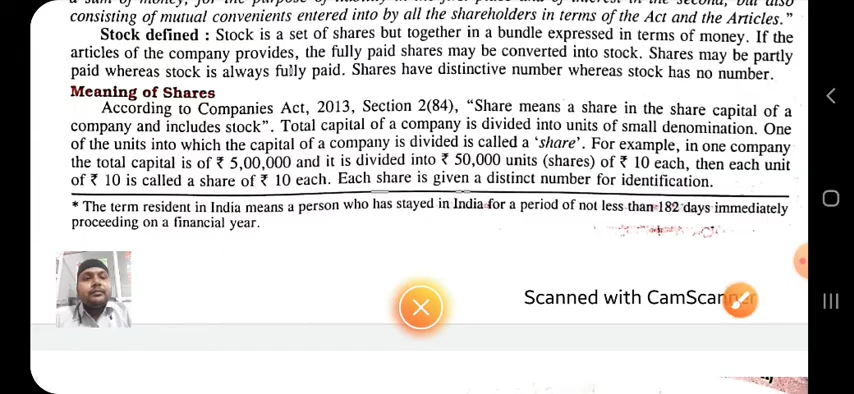 consisting of mutual convenients entered into by all the shareholders in terms of the Act and the Articles."
Stock defined : Stock is a set of shares but together in a bundle expressed in terms of money. If the
articles of the company provides, the fully paid shares may be converted into stock. Shares may be partly
paid whereas stock is always fully paid. Shares have distinctive number whereas stock has no number.
Meaning of Shares
According to Companies Act, 2013, Section 2(84), "Share means a share in the share capital of a
company and includes stock". Total capital of a company is divided into units of small denomination. One
of the units into which the capital of a company is divided is called a 'share'. For example, in one company
the total capital is of ₹ 5,00,000 and it is divided into ₹ 50,000 units (shares) of ₹ 10 each, then each unit
of ₹ 10 is called a share of ₹ 10 each. Each share is given a distinct number for identification.
* The term resident in India means a person who has stayed in India for a period of not less than 182 days immediately
proceeding on a financial year.
Scanned with CamScanner